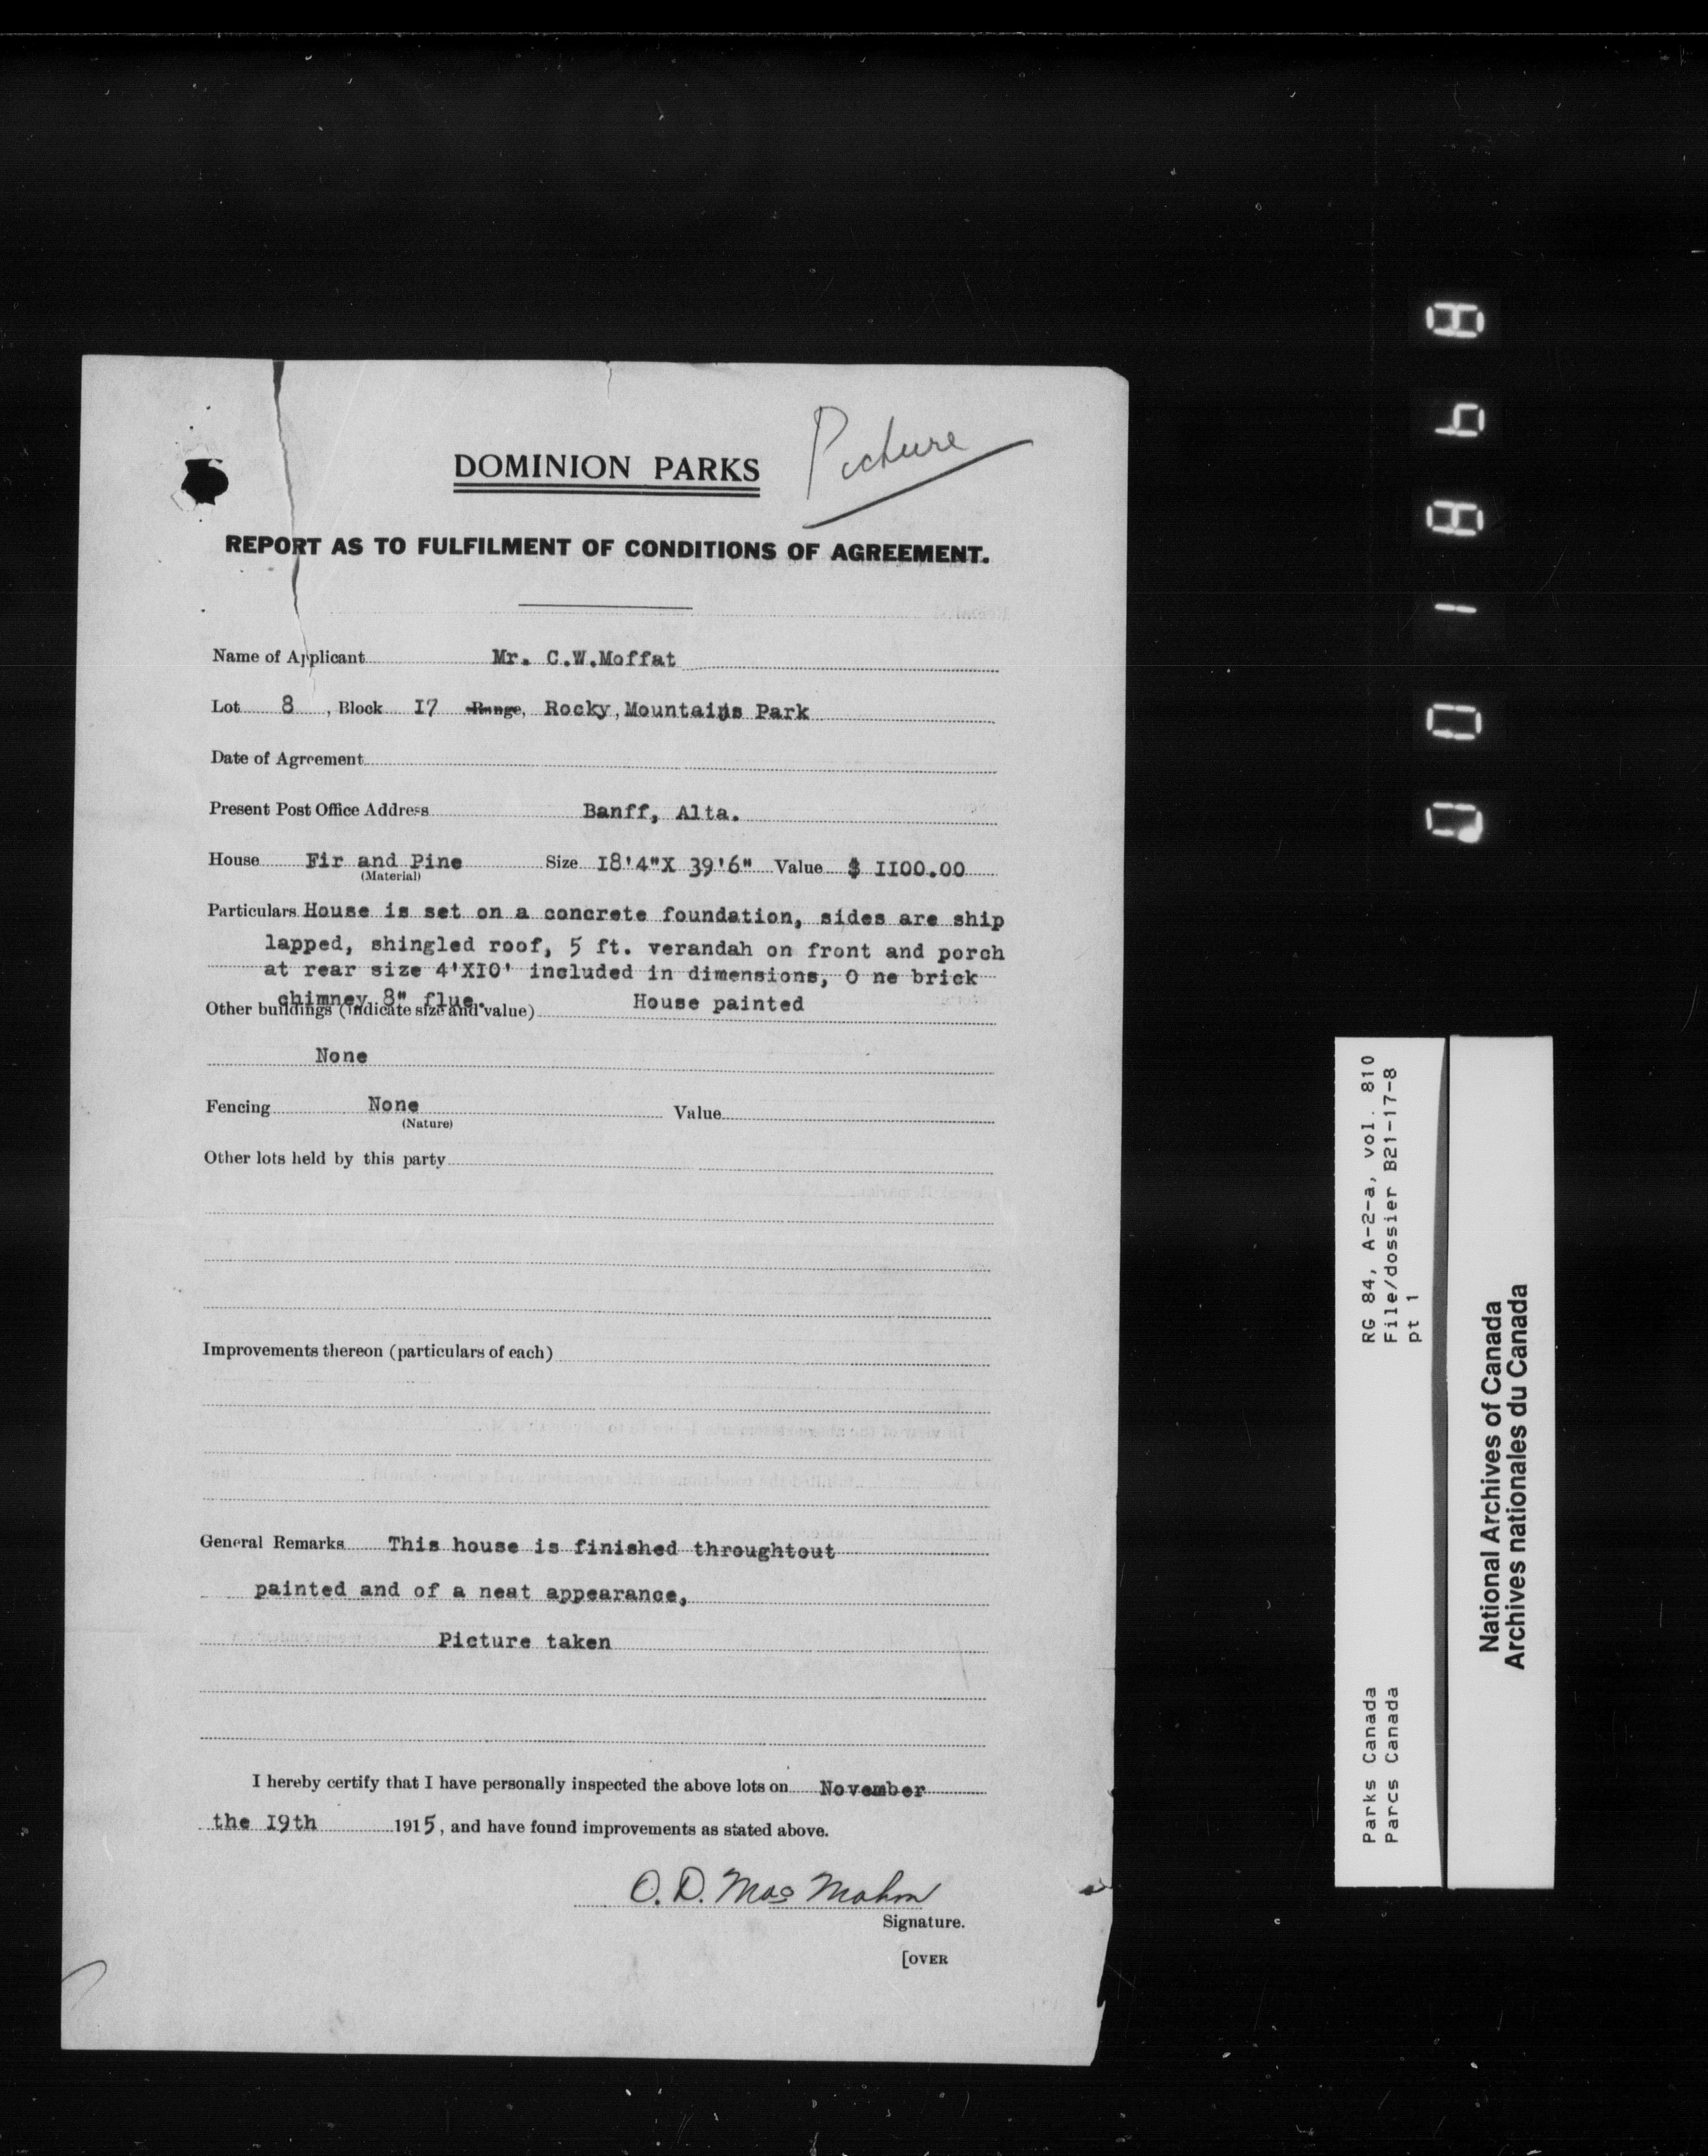 Picture
DOMINION PARKS
REPORT AS TO FULFILMENT OF CONDITIONS OF AGREEMENT.
Name of Applicant Mr. C.W.Moffat
Lot 8 , Block I7 Range, Rocky, Mountains Park
Date of Agreement
Present Post Office Address Banff, Alta.
House Fir and Pine Size I8'4"X 39'6" Value $ II00.00
(Material)
Particulars House is set on a concrete foundation, sides are ship
lapped, shingled roof, 5 ft. verandah on front and porch
at rear size 4'XI0' included in dimensions, O ne brick
chimney 8" flue. House painted
Other buildings (indicate size and value)
None
Fencing None Value
(Nature)
Other lots held by this party
Improvements thereon (particulars of each)
General Remarks This house is finished throughtout
painted and of a neat appearance,
Picture taken
I hereby certify that I have personally inspected the above lots on November
the I9th 1915, and have found improvements as stated above.
O. D. Mac Mahon
Signature.
[OVER
RG 84, A-2-a, vol. 810
File/dossier B21-17-8
pt 1
Parks Canada
Parcs Canada
National Archives of Canada
Archives nationales du Canada